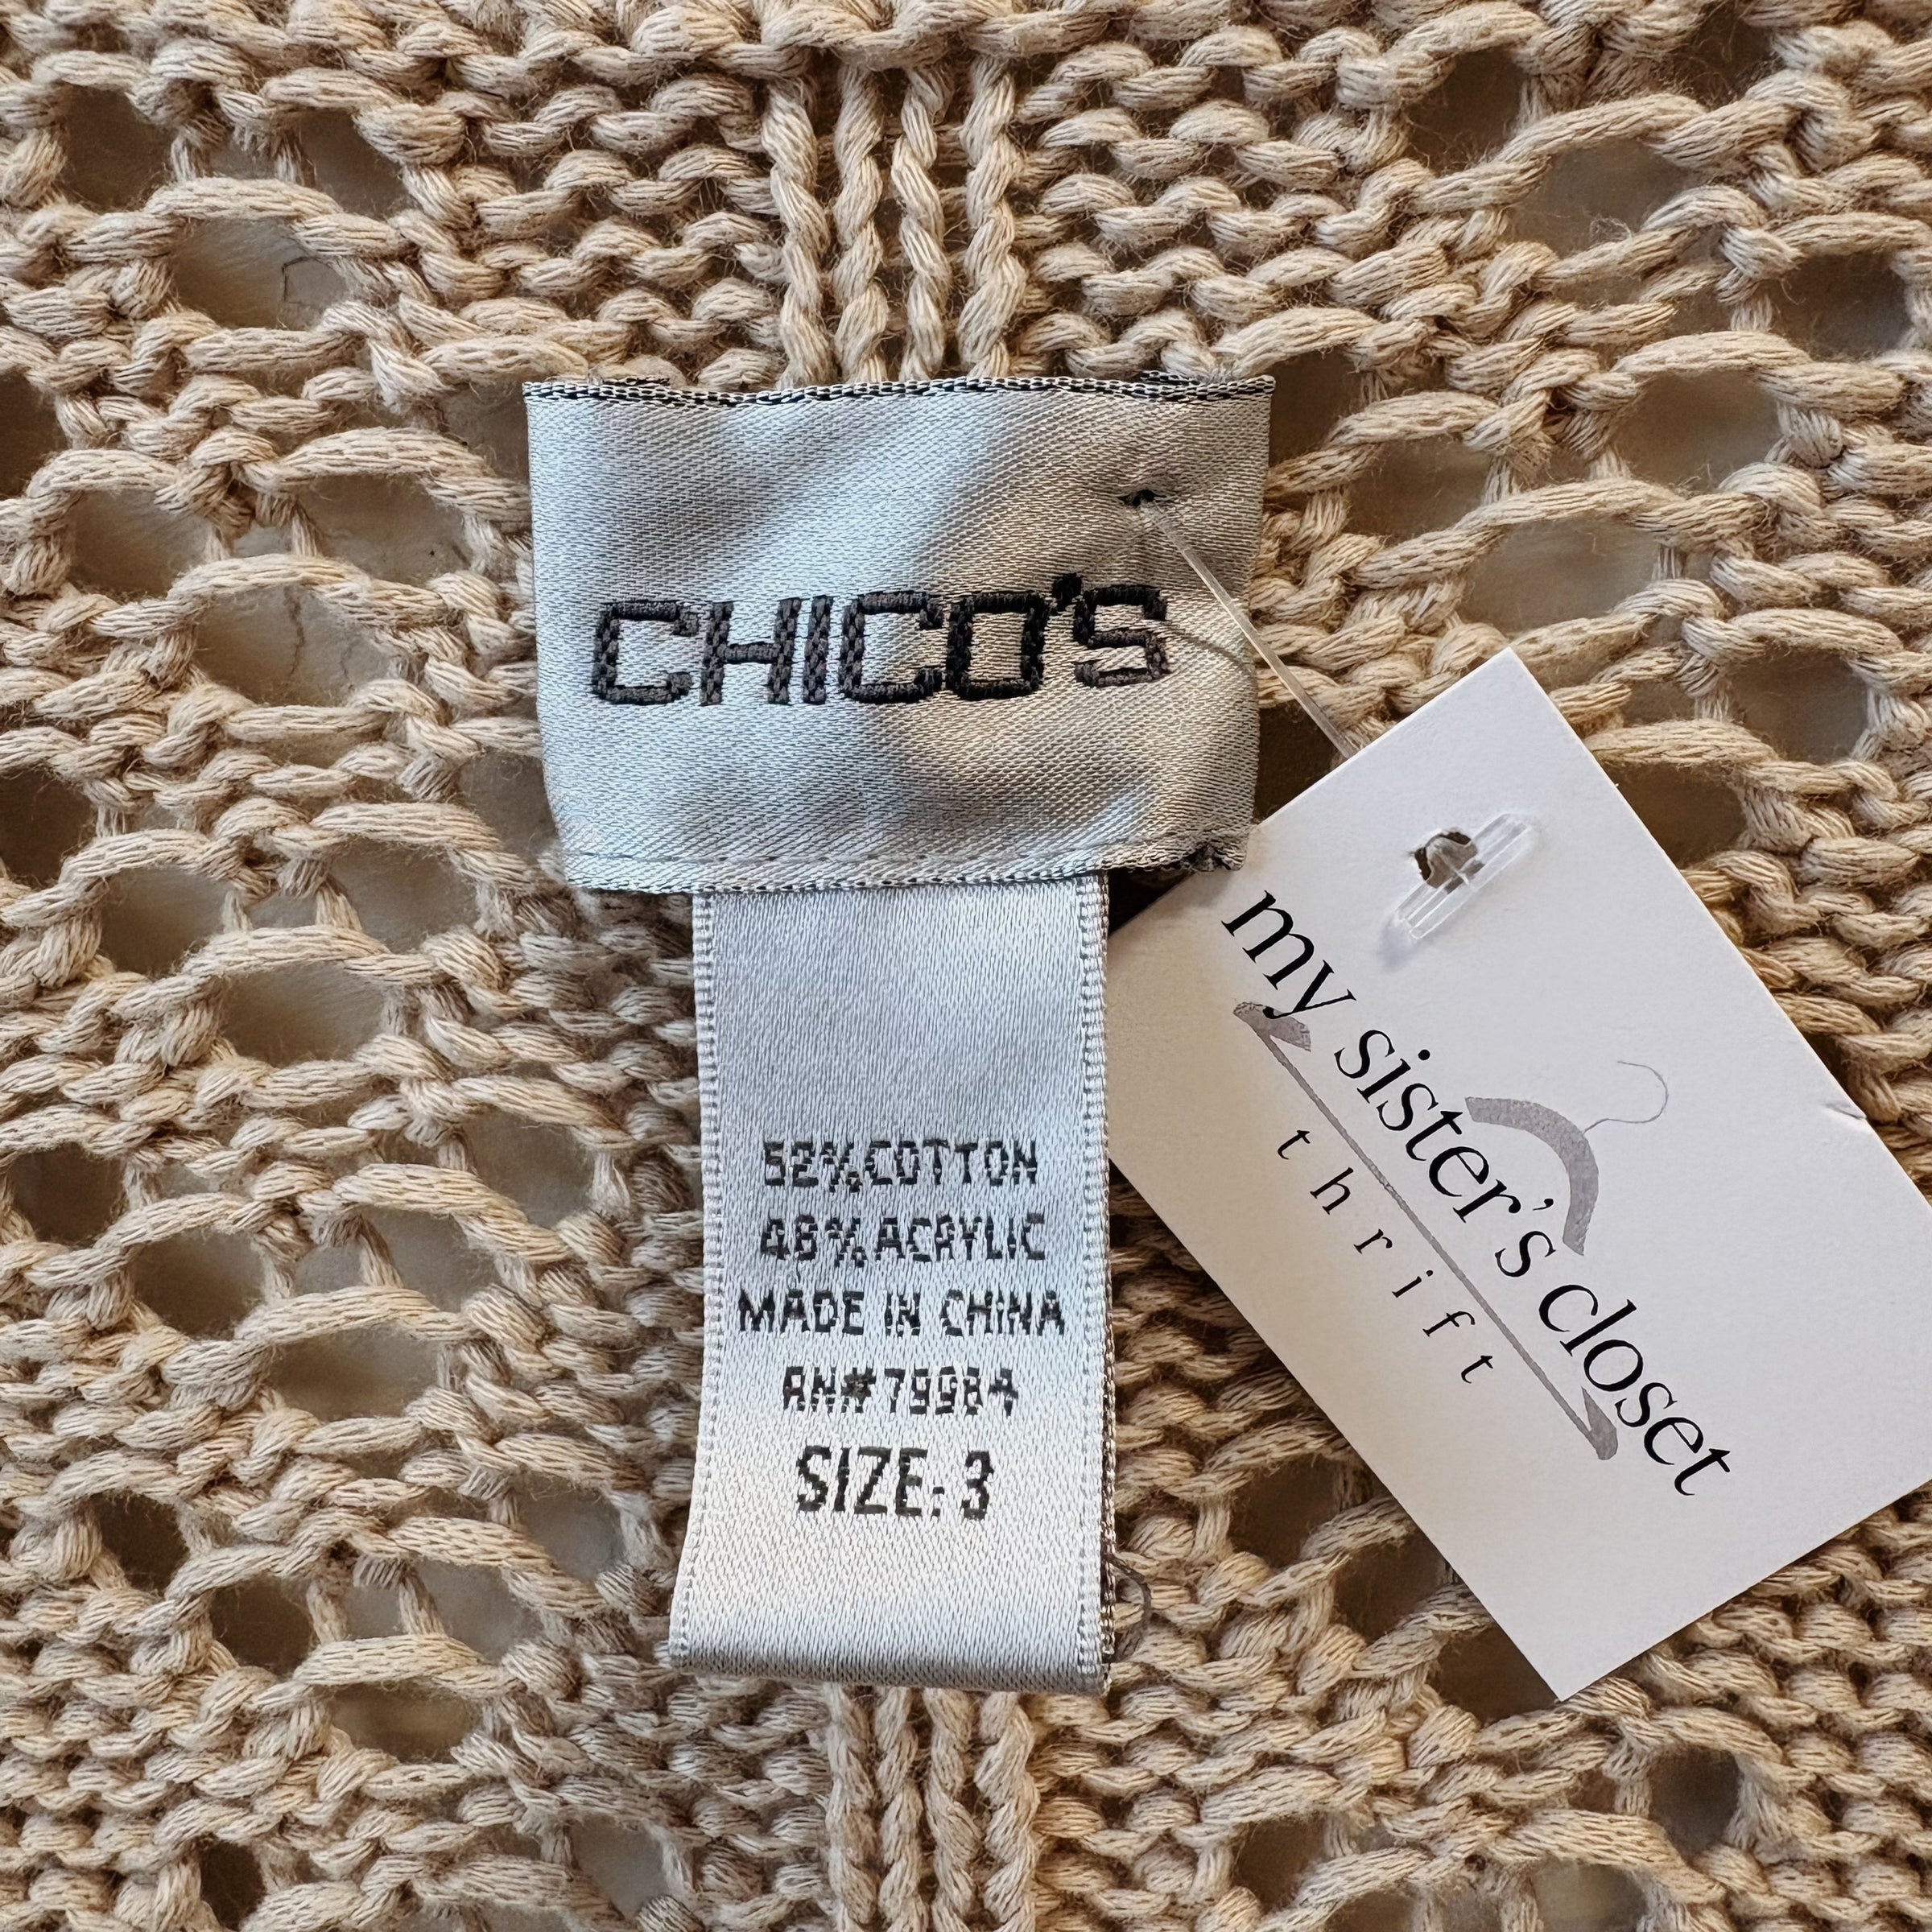 CHICO'S
52%COTTON
48%ACRYLIC
MADE IN CHINA
RN#79984
SIZE: 3
my sister's closet
thrift